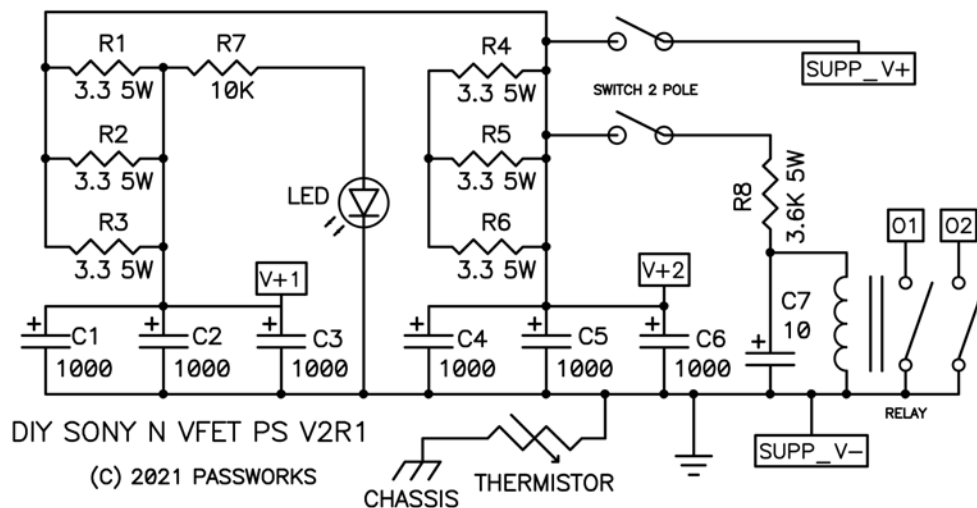 R1
3.3 5W
R7
10K
R2
3.3 5W
R3
3.3 5W
LED
V+1
+
C1
1000
+
C2
1000
+
C3
1000
R4
3.3 5W
R5
3.3 5W
R6
3.3 5W
V+2
+
C4
1000
+
C5
1000
+
C6
1000
SUPP_V+
SWITCH 2 POLE
R8
3.6K 5W
C7
10
+
O1
O2
RELAY
SUPP_V-
DIY SONY N VFET PS V2R1
(C) 2021 PASSWORKS
CHASSIS
THERMISTOR